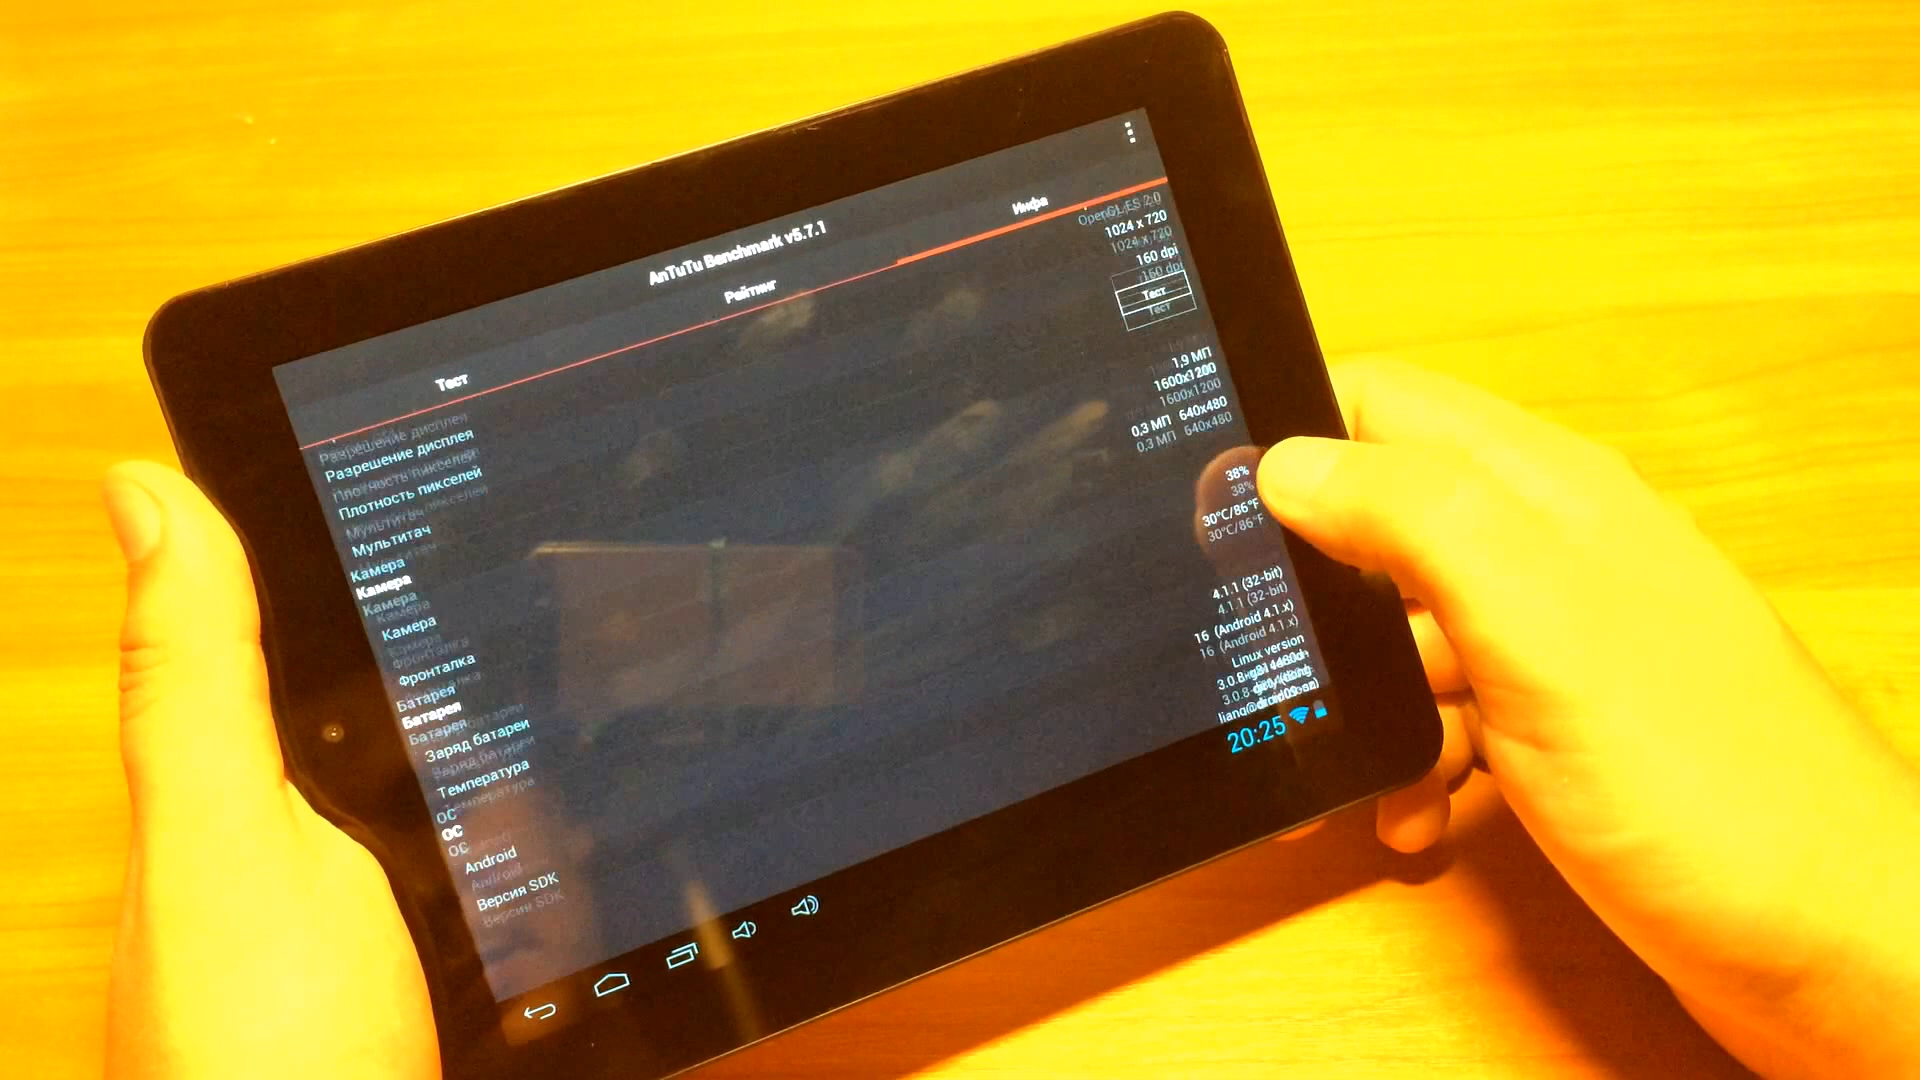 AnTuTu Benchmark v5.7.1
Тест Рейтинг Инфа
OpenGL ES 2.0
Разрешение дисплея 1024 x 720
Плотность пикселей 160 dpi
Мультитач Тест
Камера
Камера 1,9 МП 1600x1200
Фронталка 0,3 МП 640x480
Батарея
Заряд батареи 38%
Температура 30°C/86°F
ОС
Android 4.1.1 (32-bit)
Версия SDK 16 (Android 4.1.x)
Linux version
20:25